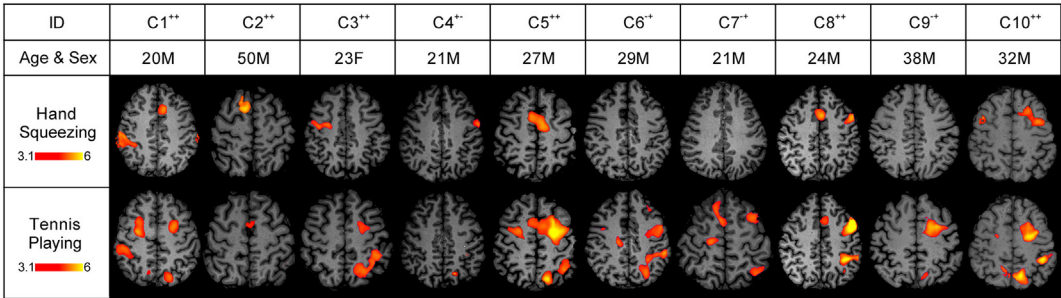 ID C1++ C2++ C3++ C4+- C5++ C6-+ C7-+ C8++ C9-+ C10++
Age & Sex 20M 50M 23F 21M 27M 29M 21M 24M 38M 32M
Hand
Squeezing
3.1 6
Tennis
Playing
3.1 6